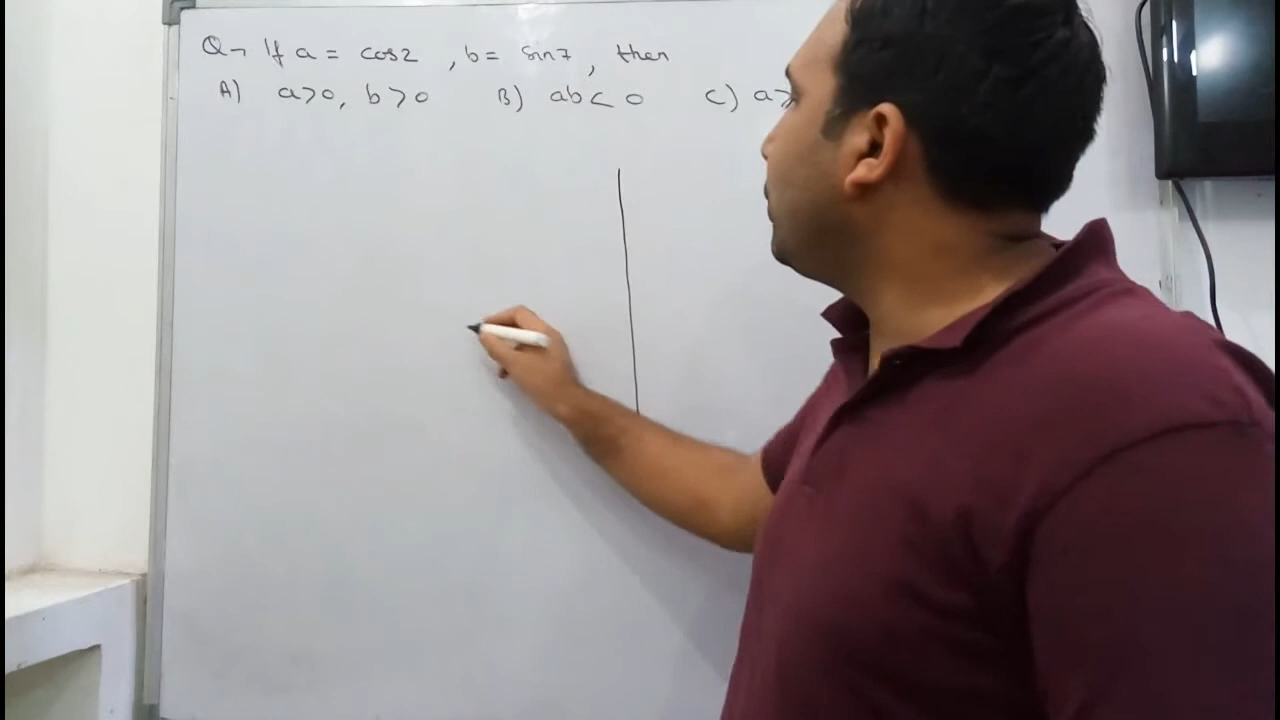 Q→ If a = cos2 , b = sin7 , then
A) a>0, b>0 B) ab<0 C) a>